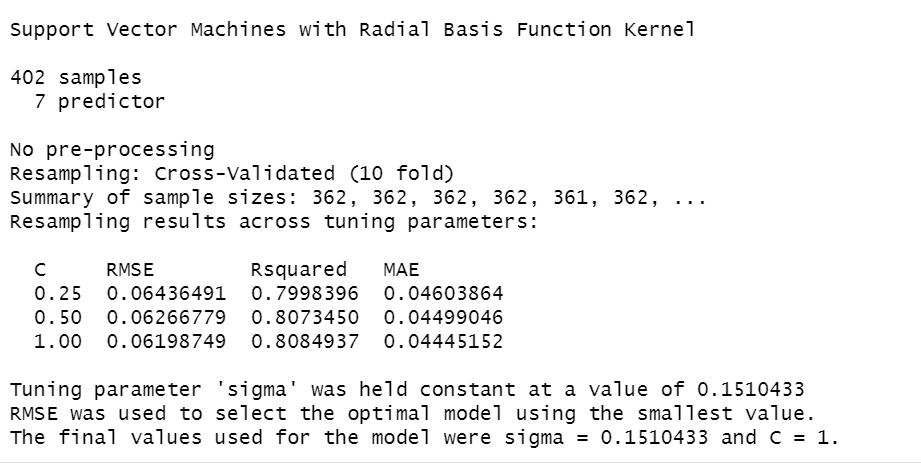 Support Vector Machines with Radial Basis Function Kernel
402 samples
7 predictor
No pre-processing
Resampling: Cross-Validated (10 fold)
Summary of sample sizes: 362, 362, 362, 362, 361, 362, ...
Resampling results across tuning parameters:
C RMSE Rsquared MAE
0.25 0.06436491 0.7998396 0.04603864
0.50 0.06266779 0.8073450 0.04499046
1.00 0.06198749 0.8084937 0.04445152
Tuning parameter 'sigma' was held constant at a value of 0.1510433
RMSE was used to select the optimal model using the smallest value.
The final values used for the model were sigma = 0.1510433 and C = 1.